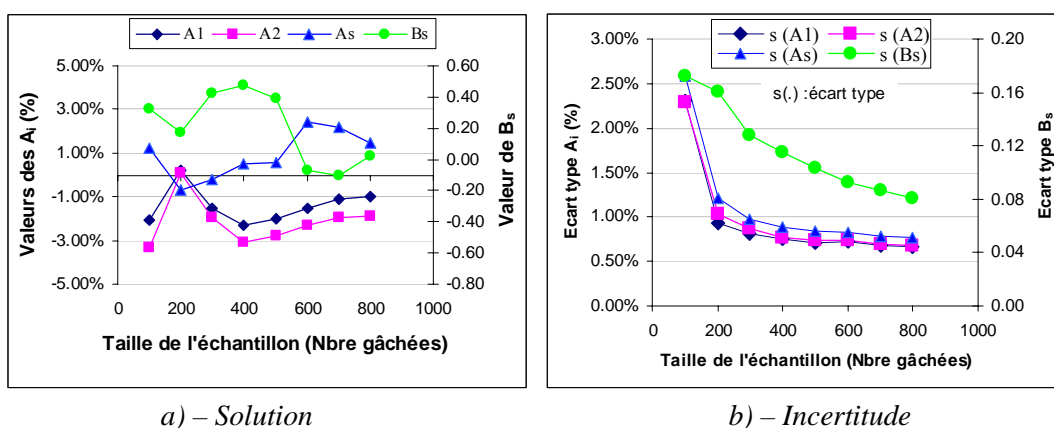 A1 A2 As Bs
5.00%
3.00%
1.00%
-1.00%
-3.00%
-5.00%
Valeurs des Ai (%)
0.60
0.40
0.20
0.00
-0.20
-0.40
-0.60
-0.80
Valeur de Bs
0 200 400 600 800 1000
Taille de l'échantillon (Nbre gâchées)
a) – Solution
s (A1) s (A2)
s (As) s (Bs)
s(.) :écart type
3.00%
2.50%
2.00%
1.50%
1.00%
0.50%
0.00%
Ecart type Ai (%)
0.20
0.16
0.12
0.08
0.04
0.00
Ecart type Bs
0 200 400 600 800 1000
Taille de l'échantillon (Nbre gâchées)
b) – Incertitude